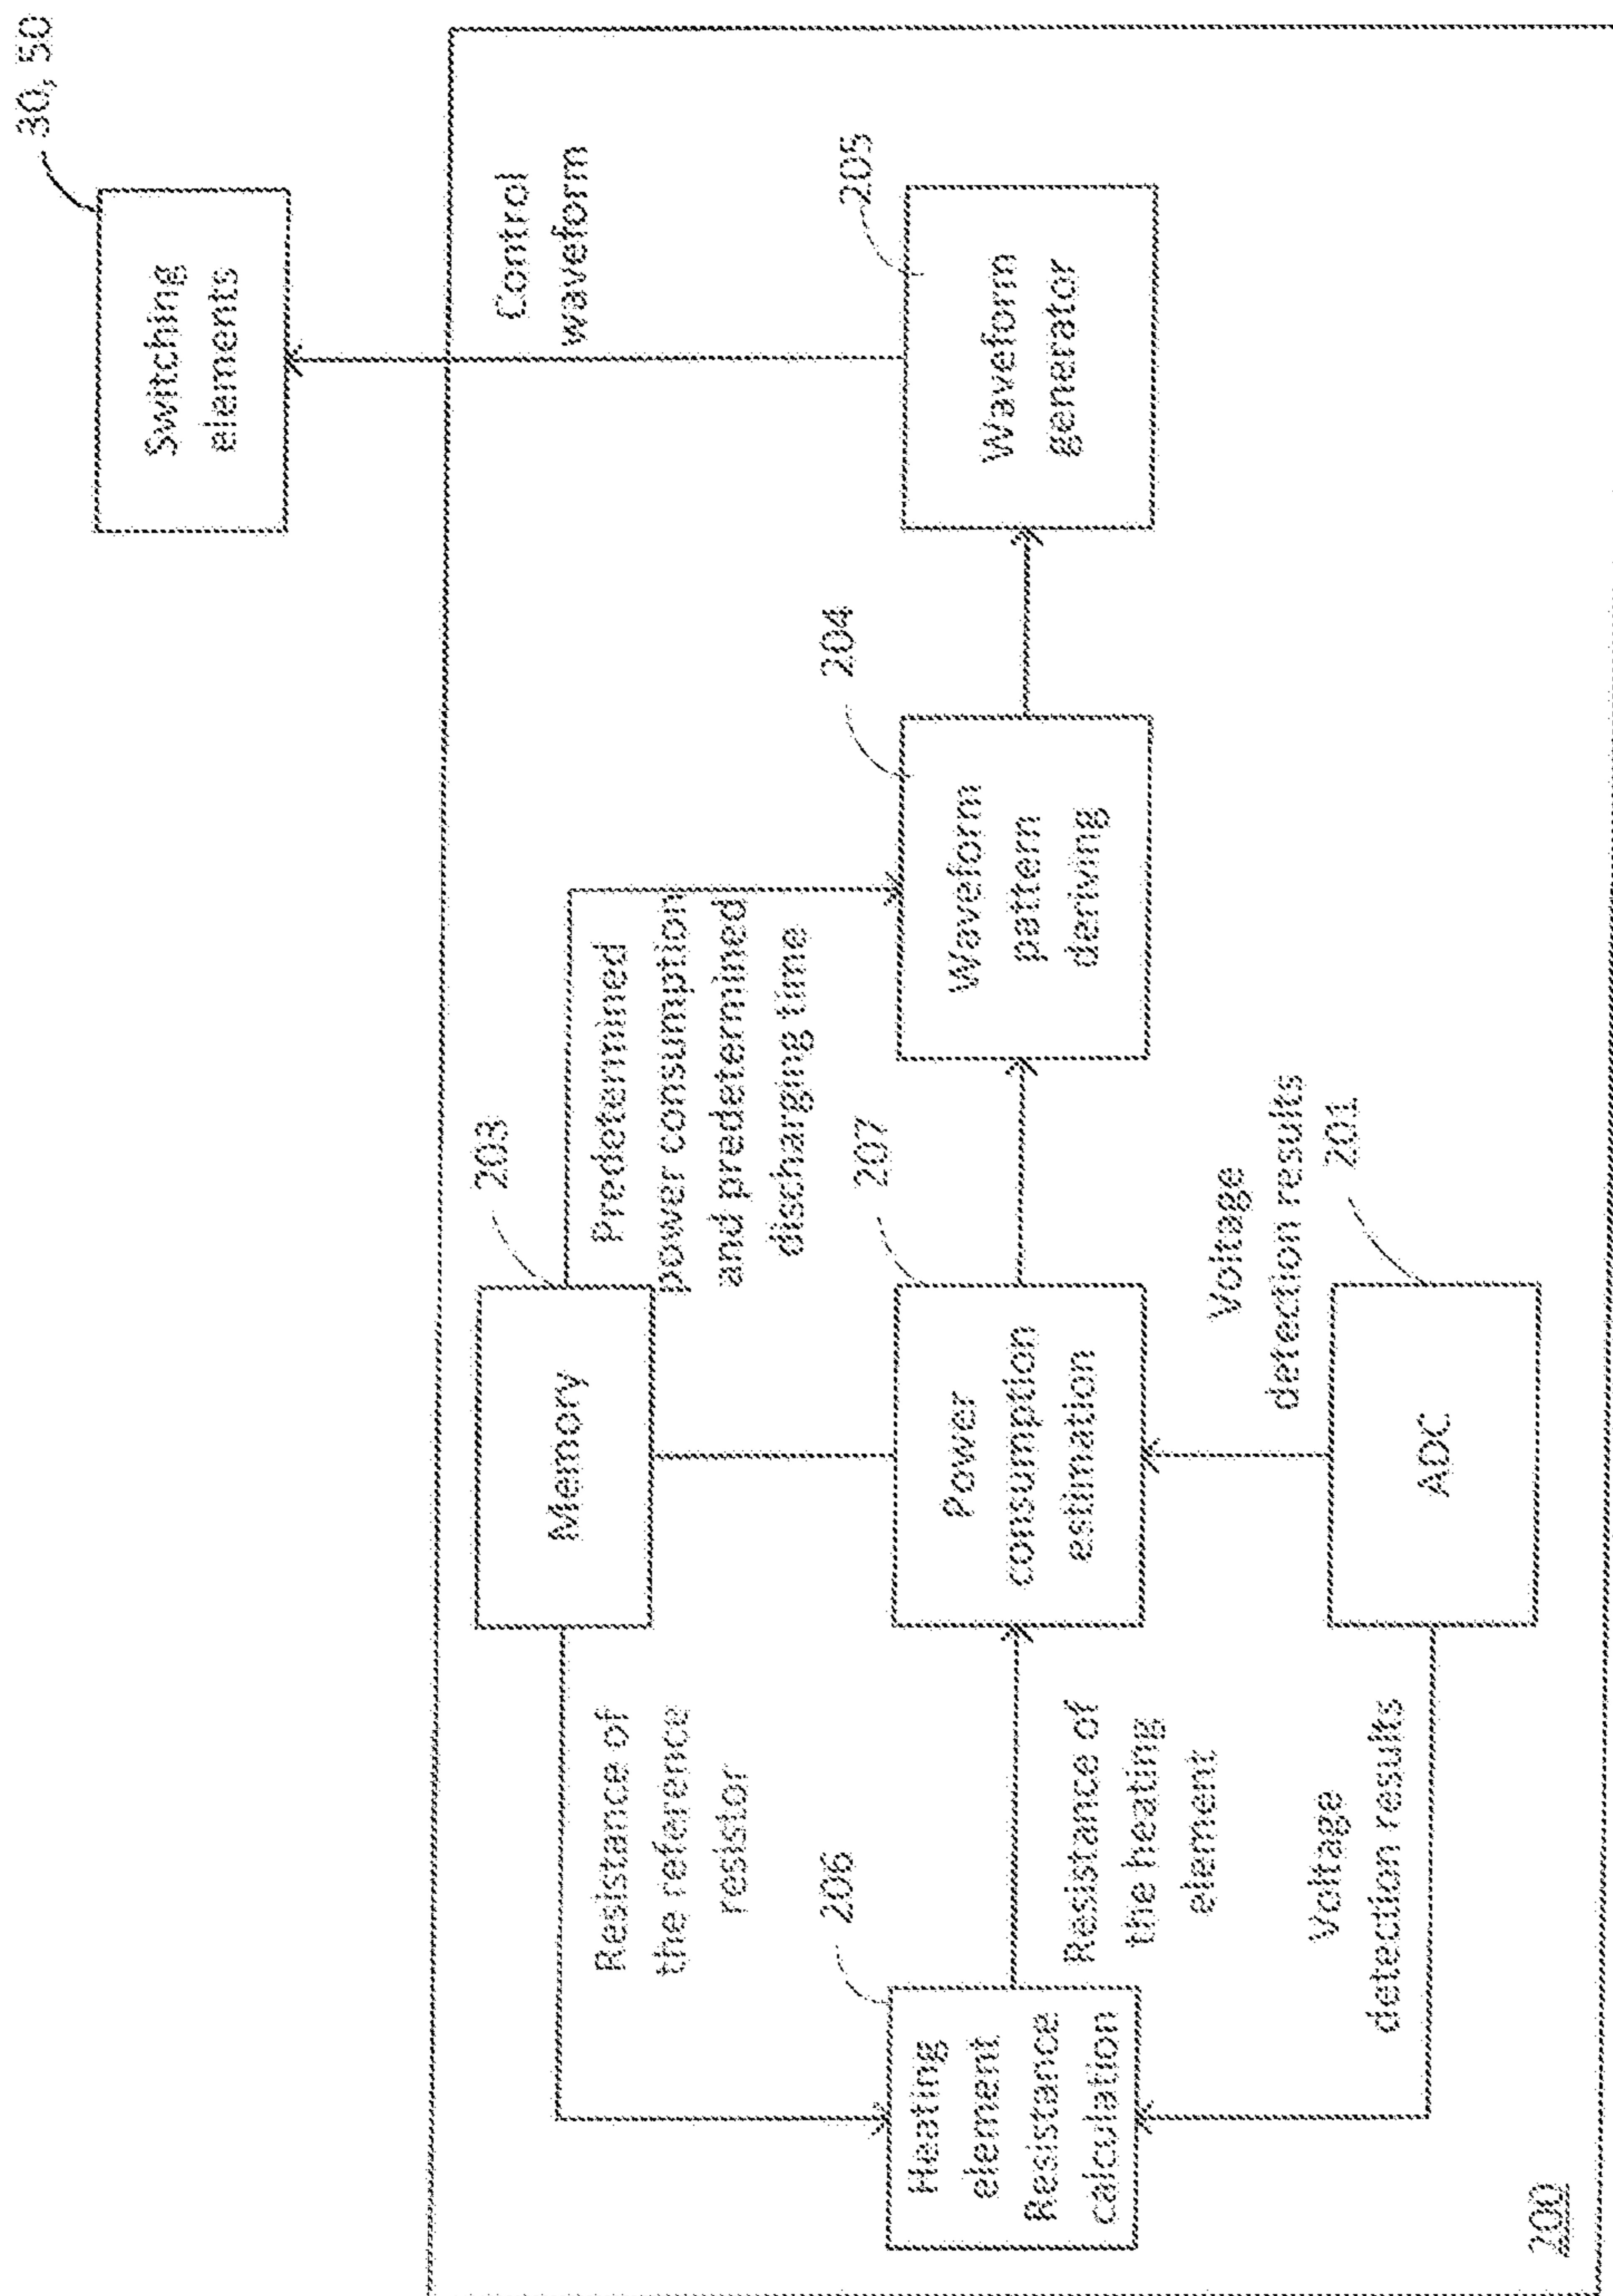 30, 50
Switching
elements
Control
waveform
205
Waveform
generator
204
Waveform
pattern
deriving
203
Predetermined
power consumption
and predetermined
discharging time
207
Memory
Power
consumption
estimation
Voltage
detection results
201
ADC
Resistance of
the reference
resistor
206
Resistance of
the heating
element
Voltage
detection results
Heating
element
Resistance
calculation
200